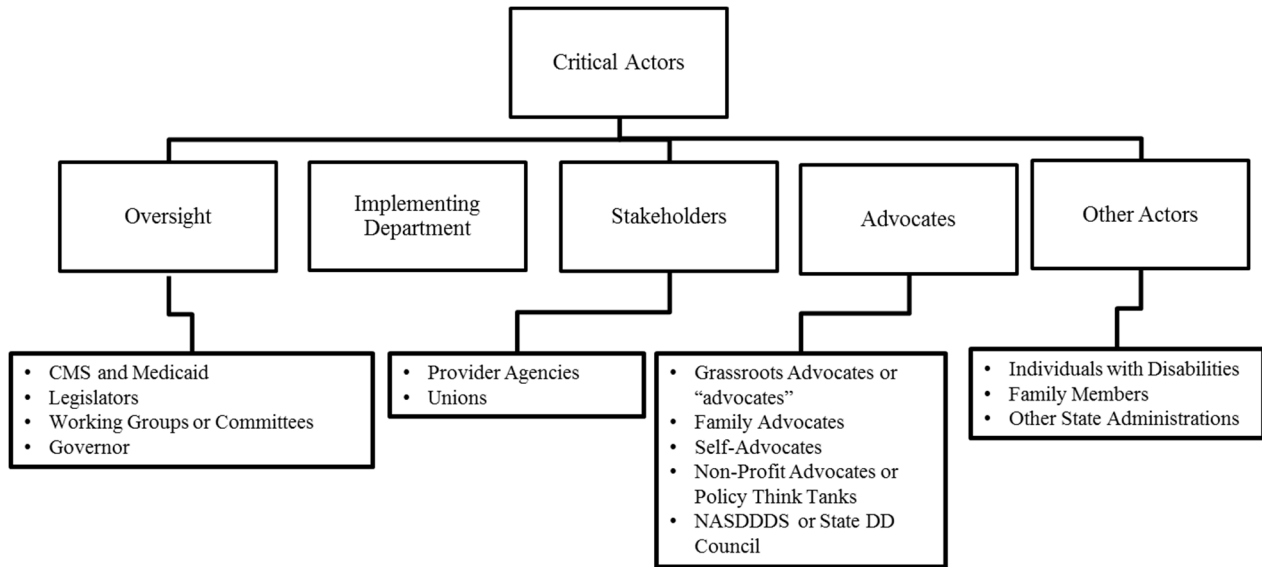 Critical Actors
Oversight
Implementing
Department
Stakeholders
Advocates
Other Actors
• CMS and Medicaid
• Legislators
• Working Groups or Committees
• Governor
• Provider Agencies
• Unions
• Grassroots Advocates or
“advocates”
• Family Advocates
• Self-Advocates
• Non-Profit Advocates or
Policy Think Tanks
• NASDDDS or State DD
Council
• Individuals with Disabilities
• Family Members
• Other State Administrations